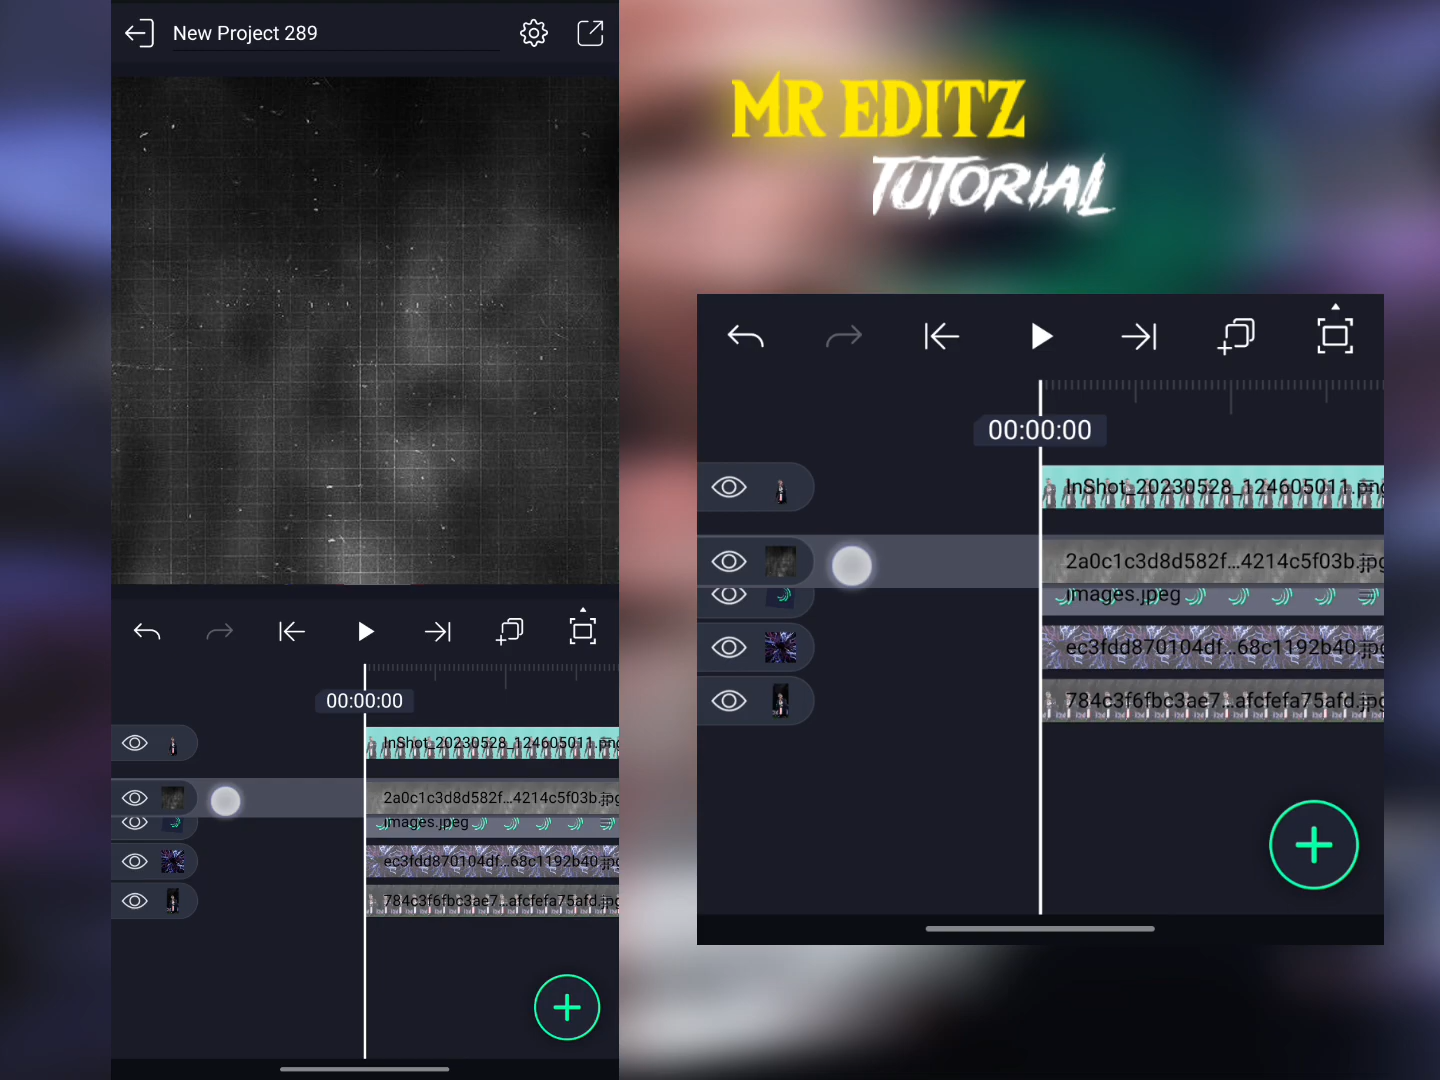 New Project 289
00:00:00
InShot_20230528_124605011.png
2a0c1c3d8d582f...4214c5f03b.jpg
images.jpeg
ec3fdd870104df...68c1192b40.jpg
784c3f6fbc3ae7...afcfefa75afd.jpg
MR EDITZ
TUTORIAL
00:00:00
InShot_20230528_124605011.png
2a0c1c3d8d582f...4214c5f03b.jpg
images.jpeg
ec3fdd870104df...68c1192b40.jpg
784c3f6fbc3ae7...afcfefa75afd.jpg